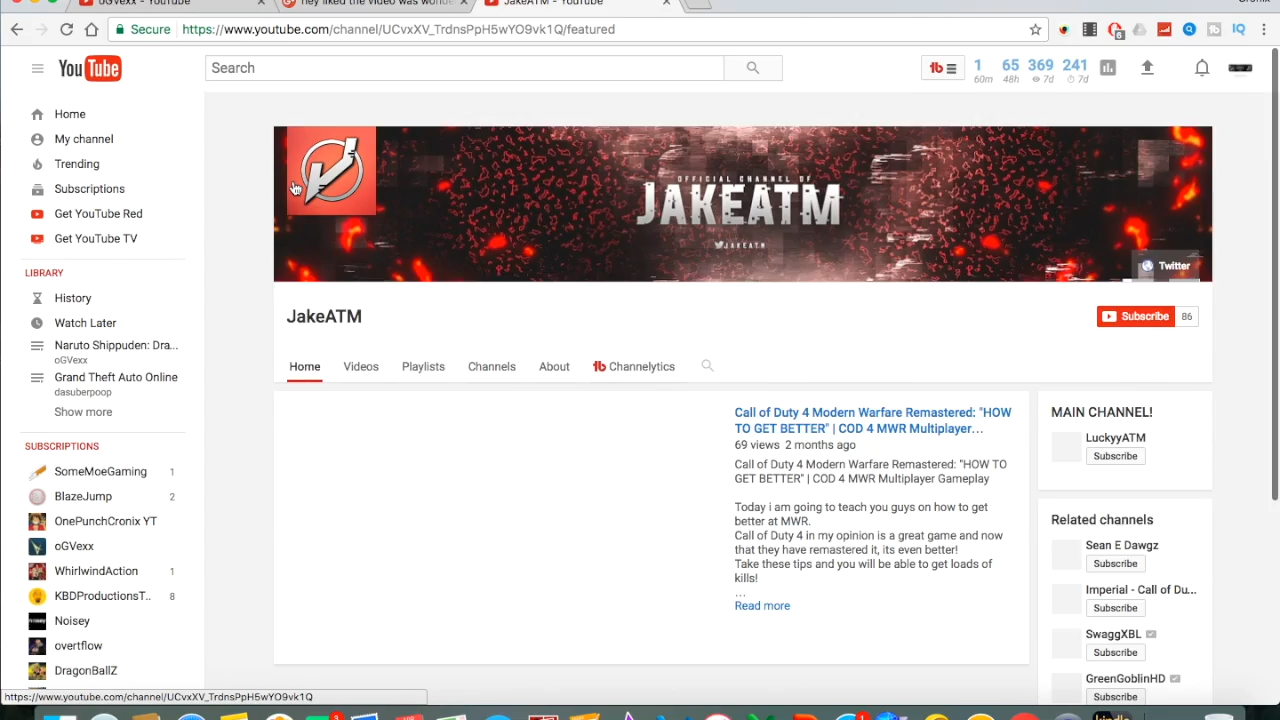 oGVexx - YouTube
JakeATM - YouTube
Secure
https://www.youtube.com/channel/UCvxXV_TrdnsPpH5wYO9vk1Q/featured
YouTube
Search
tb 1 65 369 241
60m 48h 7d 7d
Home
My channel
Trending
Subscriptions
Get YouTube Red
Get YouTube TV
LIBRARY
History
Watch Later
Naruto Shippuden: Dra...
oGVexx
Grand Theft Auto Online
dasuberpoop
Show more
SUBSCRIPTIONS
SomeMoeGaming 1
BlazeJump 2
OnePunchCronix YT
oGVexx
WhirlwindAction 1
KBDProductionsT.. 8
Noisey
overtflow
DragonBallZ
OFFICIAL CHANNEL OF
JAKEATM
JAKEATM
Twitter
JakeATM
Subscribe 86
Home Videos Playlists Channels About tb Channelytics
Call of Duty 4 Modern Warfare Remastered: "HOW
TO GET BETTER" | COD 4 MWR Multiplayer...
69 views 2 months ago
Call of Duty 4 Modern Warfare Remastered: "HOW TO
GET BETTER" | COD 4 MWR Multiplayer Gameplay
Today i am going to teach you guys on how to get
better at MWR.
Call of Duty 4 in my opinion is a great game and now
that they have remastered it, its even better!
Take these tips and you will be able to get loads of
kills!
...
Read more
MAIN CHANNEL!
LuckyyATM
Subscribe
Related channels
Sean E Dawgz
Subscribe
Imperial - Call of Du...
Subscribe
SwaggXBL
Subscribe
GreenGoblinHD
Subscribe
https://www.youtube.com/channel/UCvxXV_TrdnsPpH5wYO9vk1Q